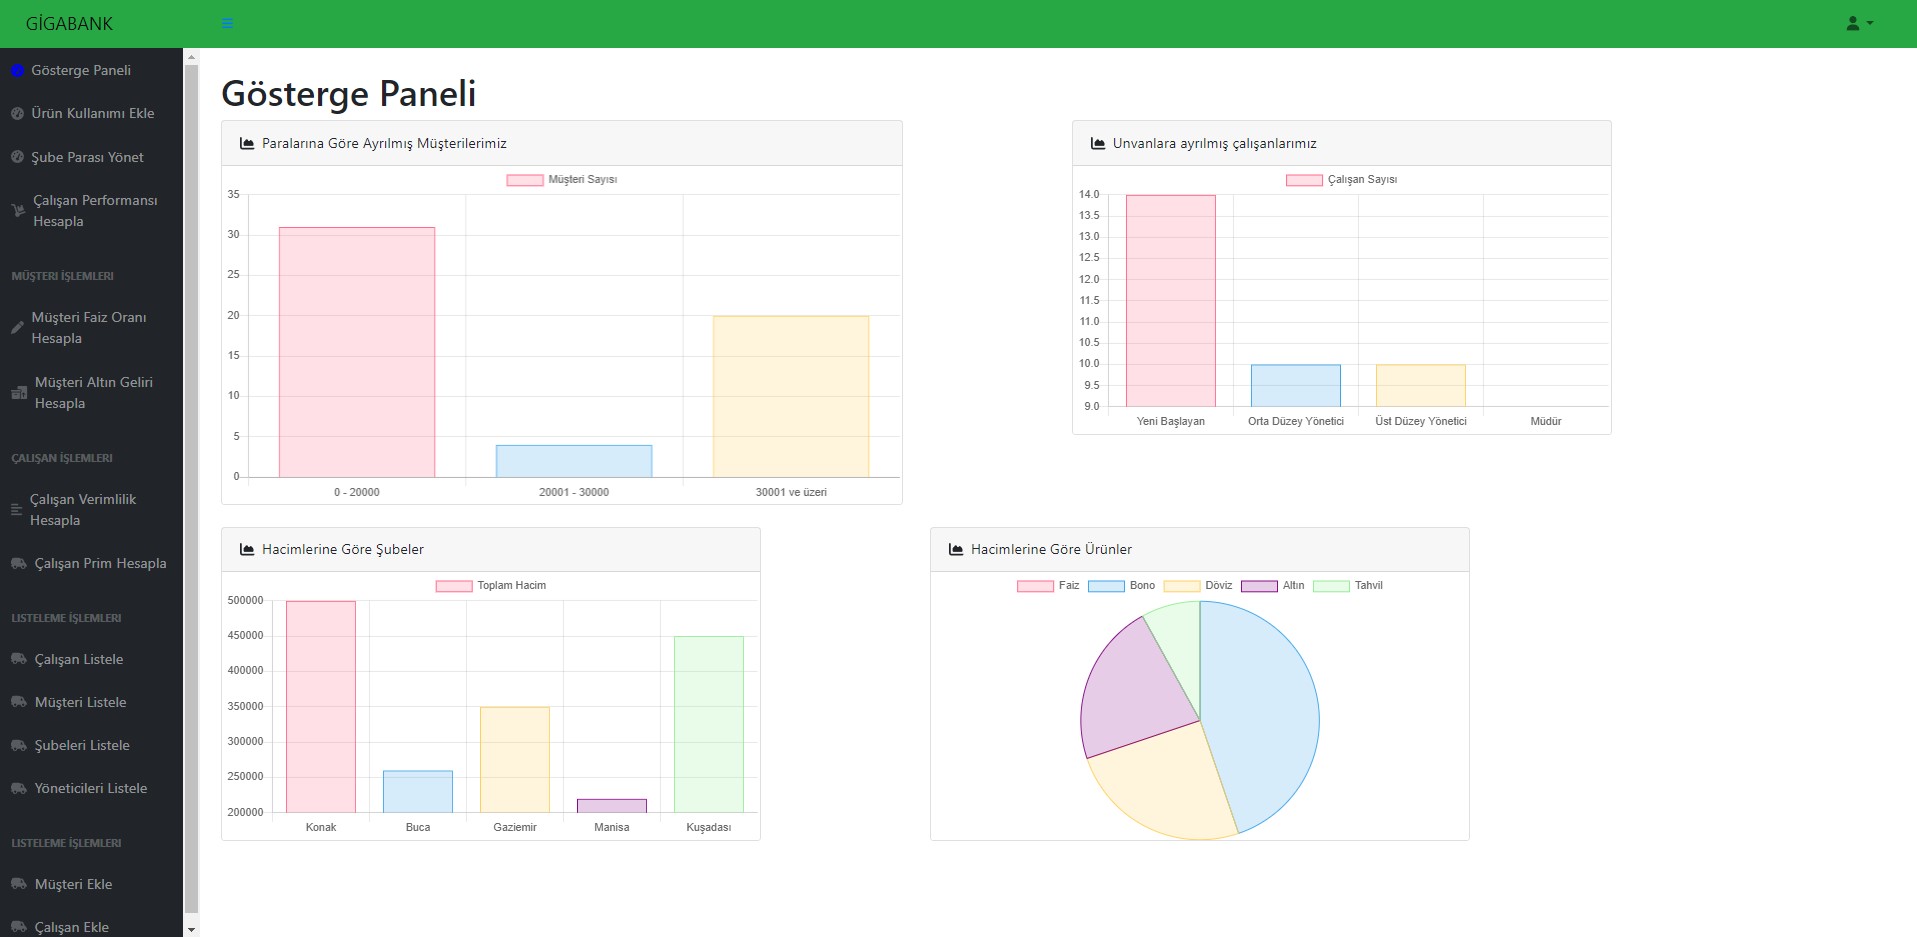 GİGABANK
Gösterge Paneli
Ürün Kullanımı Ekle
Şube Parası Yönet
Çalışan Performansı
Hesapla
MÜŞTERI İŞLEMLERI
Müşteri Faiz Oranı
Hesapla
Müşteri Altın Geliri
Hesapla
ÇALIŞAN İŞLEMLERI
Çalışan Verimlilik
Hesapla
Çalışan Prim Hesapla
LISTELEME İŞLEMLERI
Çalışan Listele
Müşteri Listele
Şubeleri Listele
Yöneticileri Listele
LISTELEME İŞLEMLERI
Müşteri Ekle
Çalışan Ekle
Gösterge Paneli
Paralarına Göre Ayrılmış Müşterilerimiz
Müşteri Sayısı
35
30
25
20
15
10
5
0
0 - 20000 20001 - 30000 30001 ve üzeri
Unvanlara ayrılmış çalışanlarımız
Çalışan Sayısı
14.0
13.5
13.0
12.5
12.0
11.5
11.0
10.5
10.0
9.5
9.0
Yeni Başlayan Orta Düzey Yönetici Üst Düzey Yönetici Müdür
Hacimlerine Göre Şubeler
Toplam Hacim
500000
450000
400000
350000
300000
250000
200000
Konak Buca Gaziemir Manisa Kuşadası
Hacimlerine Göre Ürünler
Faiz Bono Döviz Altın Tahvil